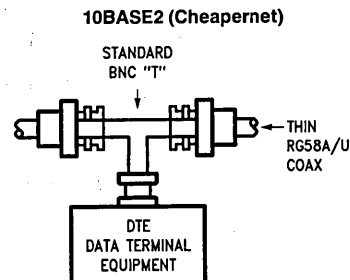 10BASE2 (Cheapernet)
STANDARD
BNC "T"
THIN
RG58A/U
COAX
DTE
DATA TERMINAL
EQUIPMENT